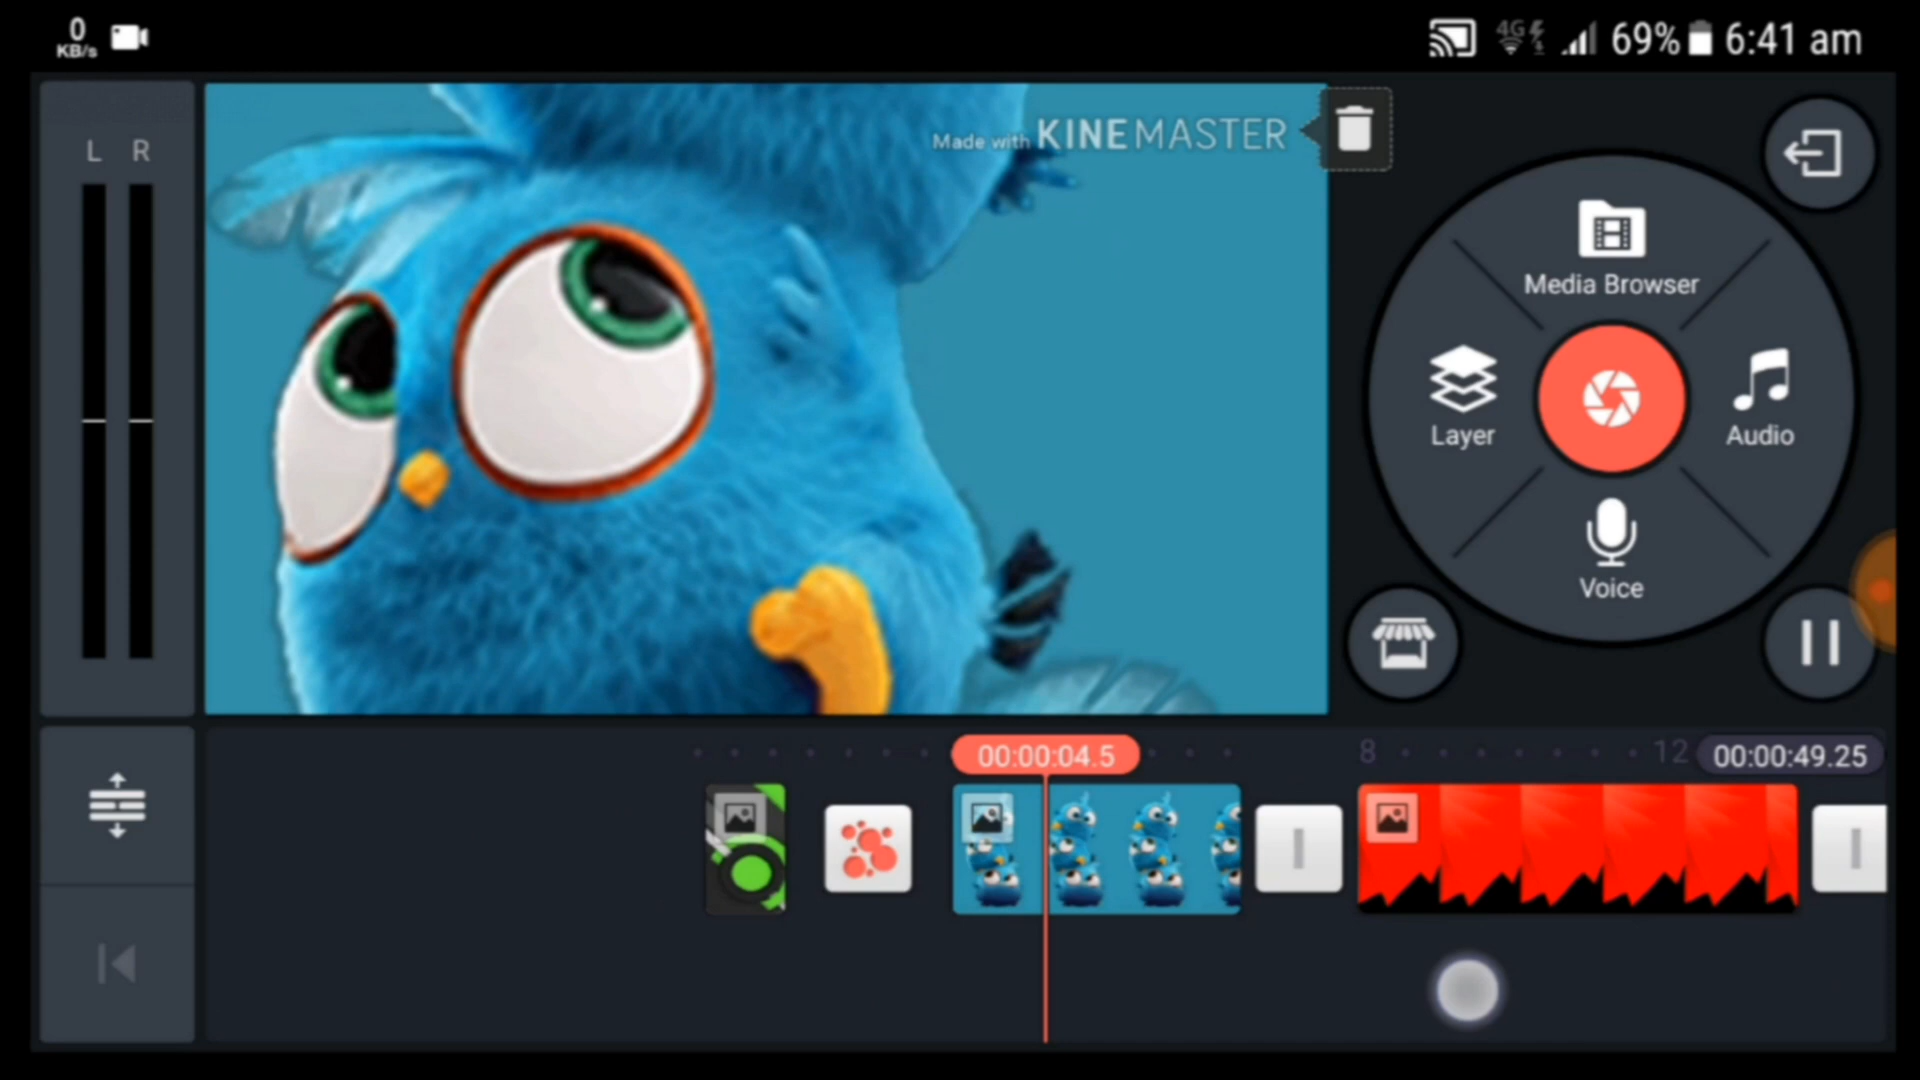 0
KB/s
4G
69%
6:41 am
L R
Made with KINEMASTER
Media Browser
Layer
Audio
Voice
00:00:04.5
8
12
00:00:49.25